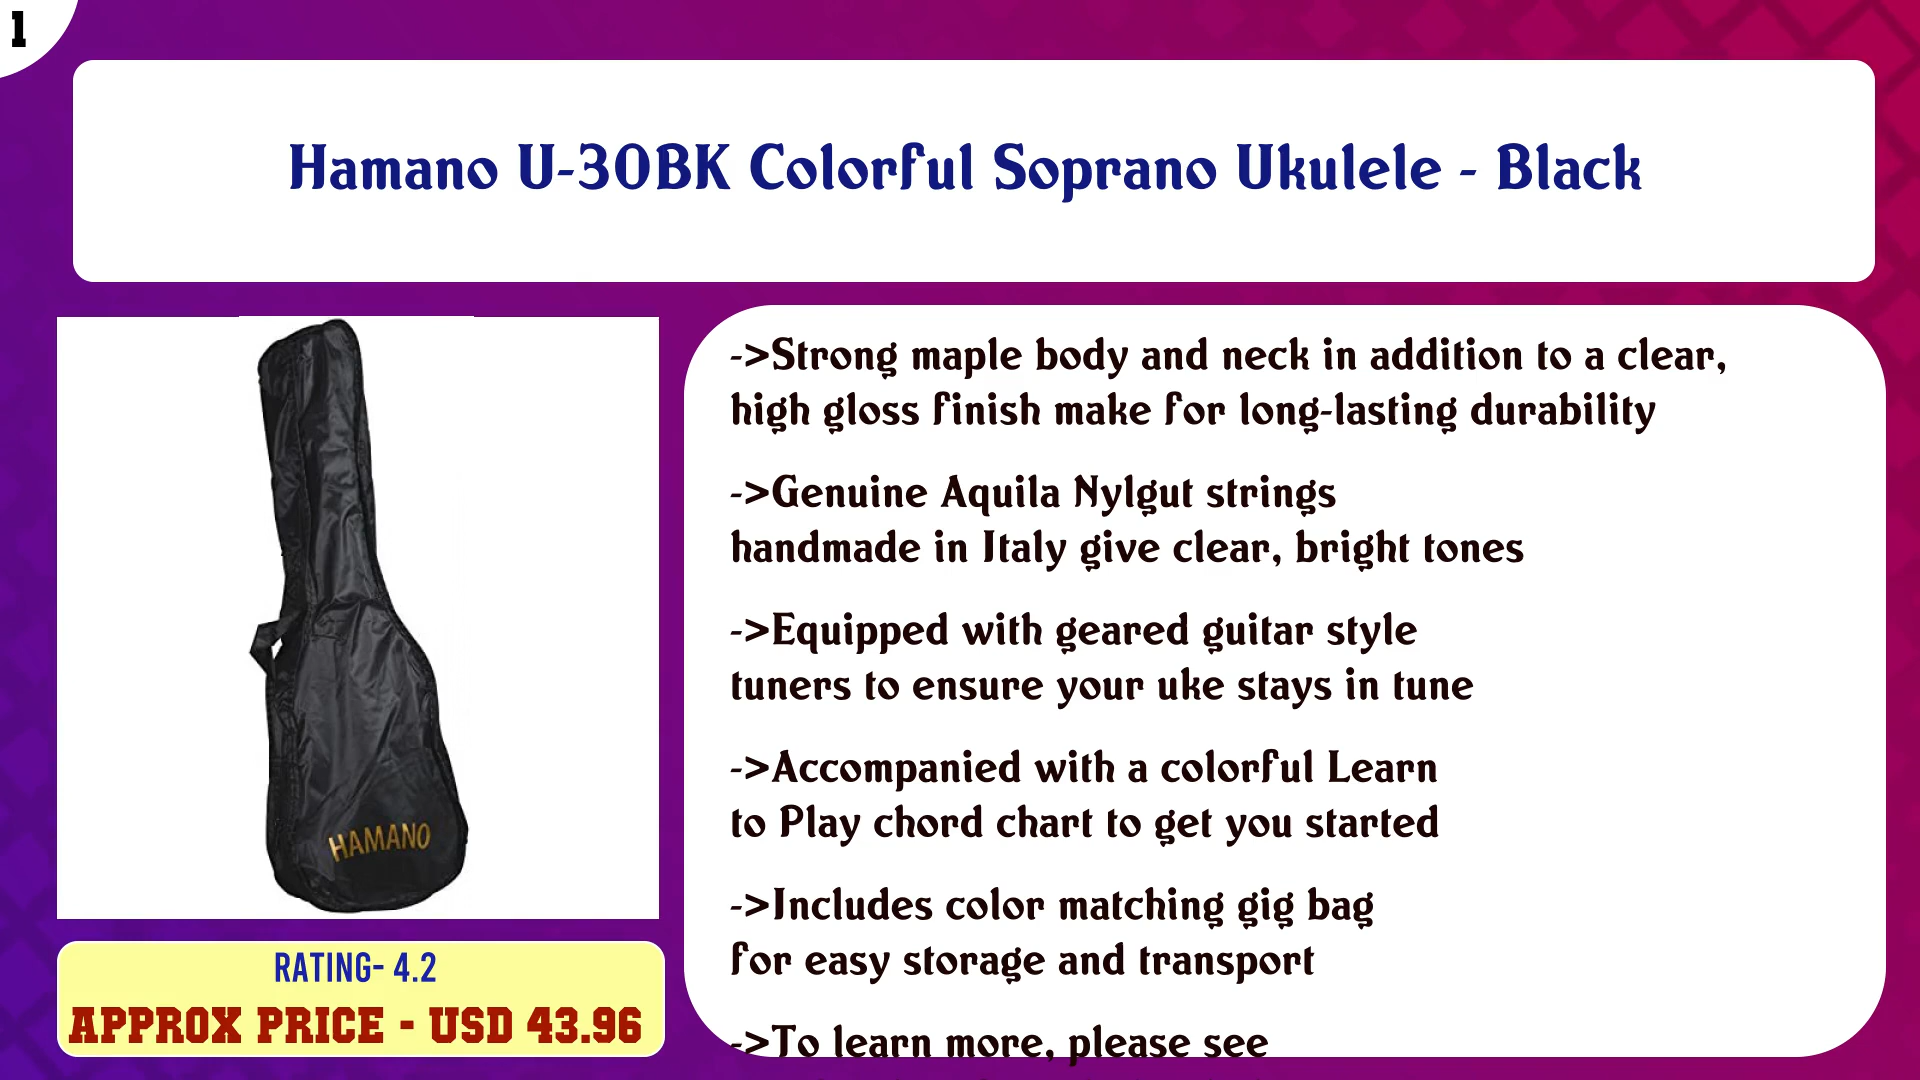 1
Hamano U-30BK Colorful Soprano Ukulele - Black
->Strong maple body and neck in addition to a clear,
high gloss finish make for long-lasting durability
->Genuine Aquila Nylgut strings
handmade in Italy give clear, bright tones
->Equipped with geared guitar style
tuners to ensure your uke stays in tune
->Accompanied with a colorful Learn
to Play chord chart to get you started
->Includes color matching gig bag
for easy storage and transport
->To learn more, please see
HAMANO
RATING- 4.2
APPROX PRICE - USD 43.96